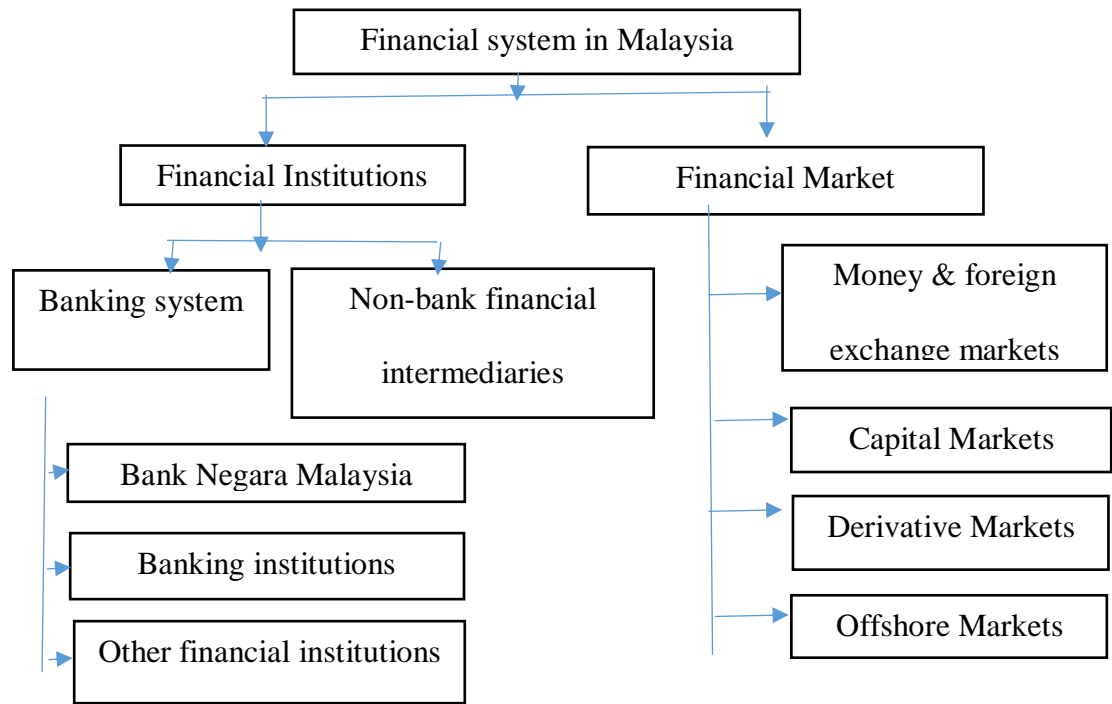 Financial system in Malaysia
Financial Institutions
Financial Market
Banking system
Non-bank financial
intermediaries
Bank Negara Malaysia
Banking institutions
Other financial institutions
Money & foreign
exchange markets
Capital Markets
Derivative Markets
Offshore Markets